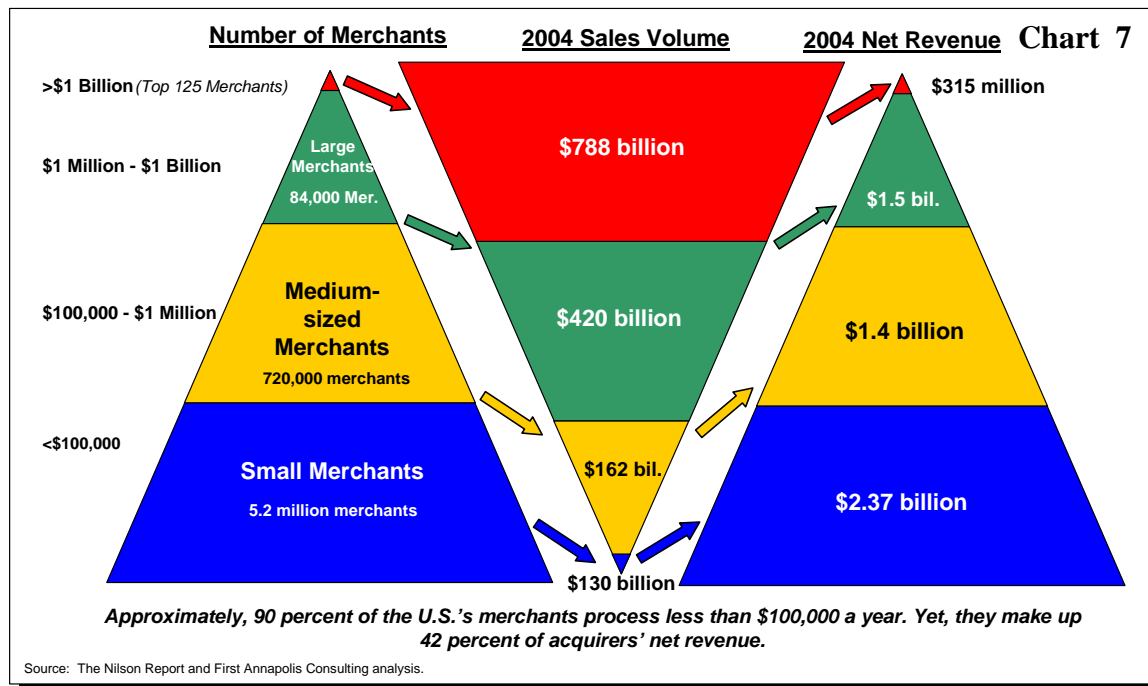 Number of Merchants
2004 Sales Volume
2004 Net Revenue
Chart 7
>$1 Billion (Top 125 Merchants)
$315 million
Large
Merchants
84,000 Mer.
$788 billion
$1 Million - $1 Billion
$1.5 bil.
Medium-
sized
Merchants
720,000 merchants
$420 billion
$100,000 - $1 Million
$1.4 billion
<$100,000
Small Merchants
5.2 million merchants
$162 bil.
$2.37 billion
$130 billion
Approximately, 90 percent of the U.S.'s merchants process less than $100,000 a year. Yet, they make up
42 percent of acquirers' net revenue.
Source: The Nilson Report and First Annapolis Consulting analysis.